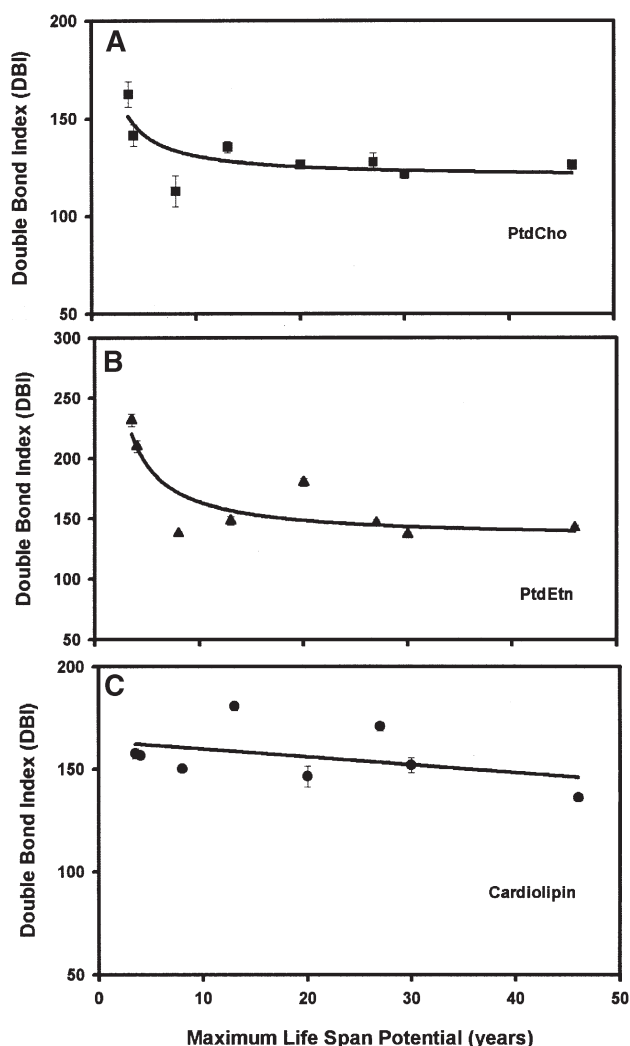 A
200
150
100
50
Double Bond Index (DBI)
PtdCho
B
300
250
200
150
100
50
Double Bond Index (DBI)
PtdEtn
C
200
150
100
50
Double Bond Index (DBI)
Cardiolipin
0 10 20 30 40 50
Maximum Life Span Potential (years)